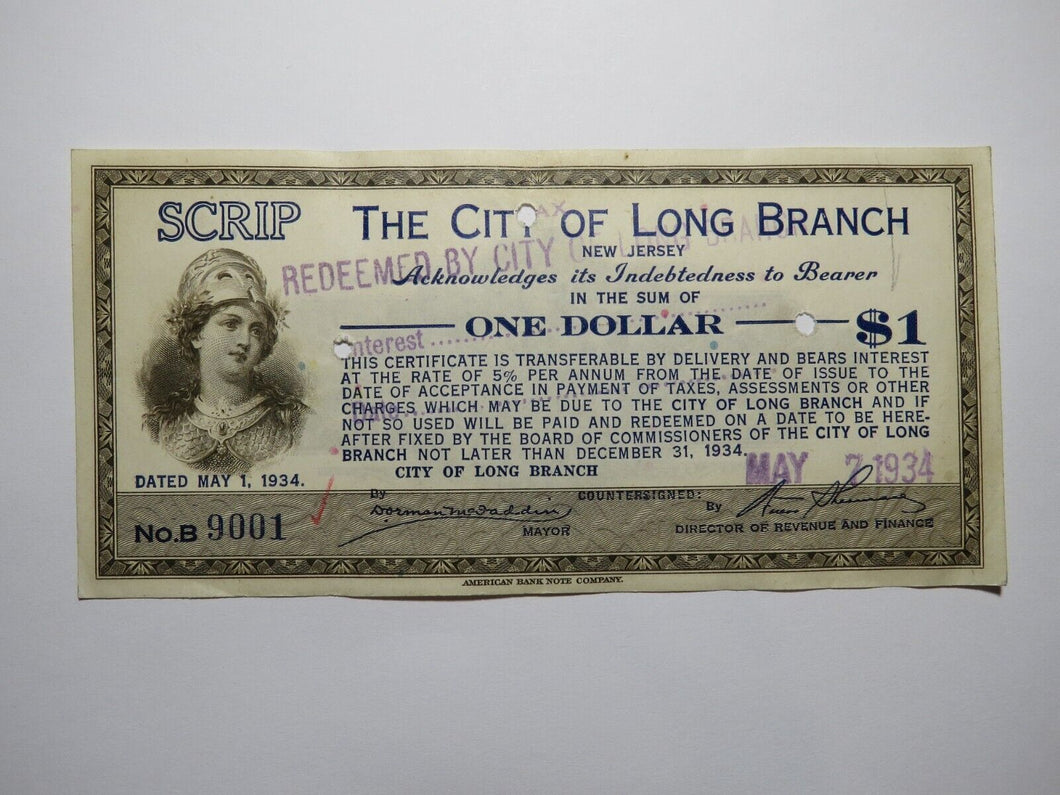 SCRIP
THE CITY OF LONG BRANCH
NEW JERSEY
REDEEMED BY CITY OF LONG BRANCH
Acknowledges its Indebtedness to Bearer
IN THE SUM OF
ONE DOLLAR $1
Interest
THIS CERTIFICATE IS TRANSFERABLE BY DELIVERY AND BEARS INTEREST
AT THE RATE OF 5% PER ANNUM FROM THE DATE OF ISSUE TO THE
DATE OF ACCEPTANCE IN PAYMENT OF TAXES, ASSESSMENTS OR OTHER
CHARGES WHICH MAY BE DUE TO THE CITY OF LONG BRANCH AND IF
NOT SO USED WILL BE PAID AND REDEEMED ON A DATE TO BE HERE-
AFTER FIXED BY THE BOARD OF COMMISSIONERS OF THE CITY OF LONG
BRANCH NOT LATER THAN DECEMBER 31, 1934.
MAY 7 1934
CITY OF LONG BRANCH
DATED MAY 1, 1934.
By Dorman McFaddin
MAYOR
COUNTERSIGNED:
By
DIRECTOR OF REVENUE AND FINANCE
No. B 9001
AMERICAN BANK NOTE COMPANY.